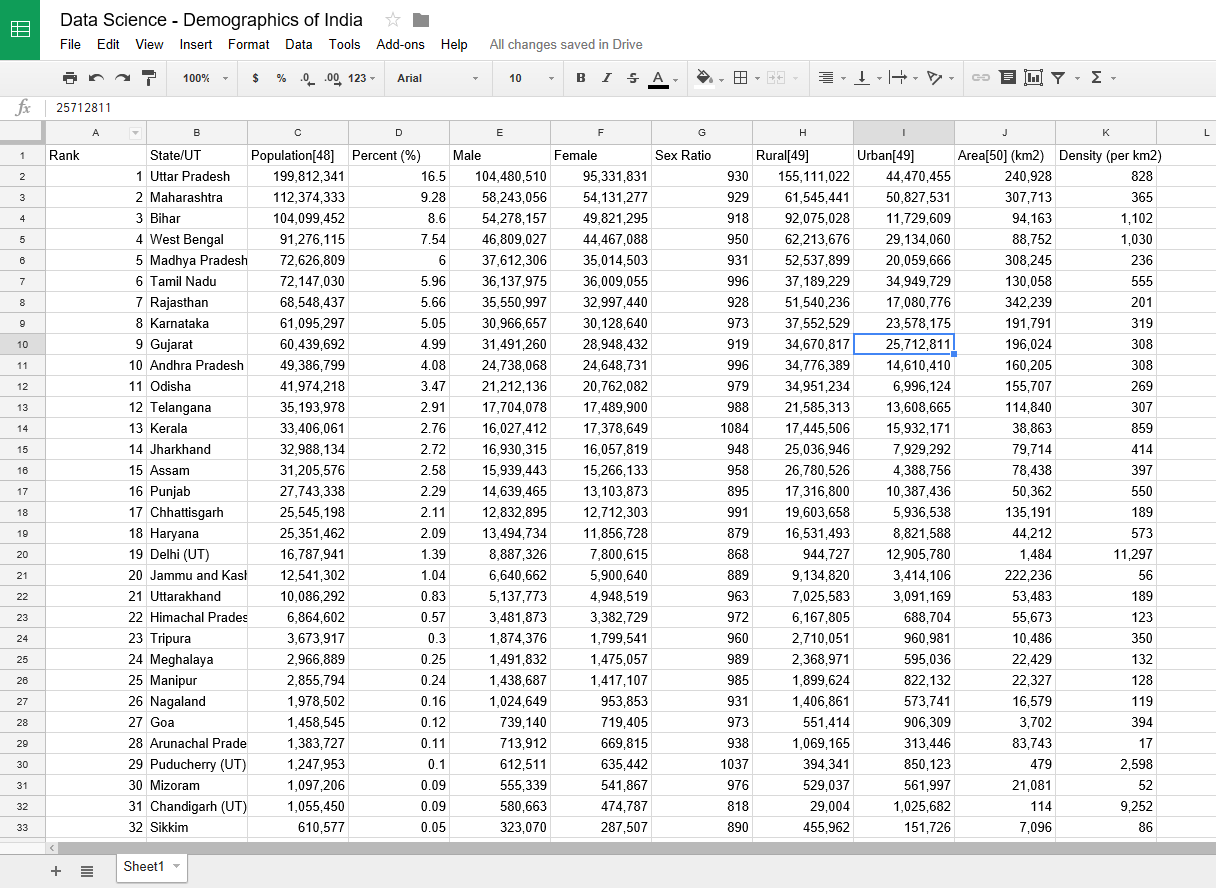 Data Science - Demographics of India
File Edit View Insert Format Data Tools Add-ons Help All changes saved in Drive
100% $ % .0 .00 123 Arial 10 B I S A Σ
fx 25712811
A B C D E F G H I J K L
1 Rank State/UT Population[48] Percent (%) Male Female Sex Ratio Rural[49] Urban[49] Area[50] (km2) Density (per km2)
2 1 Uttar Pradesh 199,812,341 16.5 104,480,510 95,331,831 930 155,111,022 44,470,455 240,928 828
3 2 Maharashtra 112,374,333 9.28 58,243,056 54,131,277 929 61,545,441 50,827,531 307,713 365
4 3 Bihar 104,099,452 8.6 54,278,157 49,821,295 918 92,075,028 11,729,609 94,163 1,102
5 4 West Bengal 91,276,115 7.54 46,809,027 44,467,088 950 62,213,676 29,134,060 88,752 1,030
6 5 Madhya Pradesh 72,626,809 6 37,612,306 35,014,503 931 52,537,899 20,059,666 308,245 236
7 6 Tamil Nadu 72,147,030 5.96 36,137,975 36,009,055 996 37,189,229 34,949,729 130,058 555
8 7 Rajasthan 68,548,437 5.66 35,550,997 32,997,440 928 51,540,236 17,080,776 342,239 201
9 8 Karnataka 61,095,297 5.05 30,966,657 30,128,640 973 37,552,529 23,578,175 191,791 319
10 9 Gujarat 60,439,692 4.99 31,491,260 28,948,432 919 34,670,817 25,712,811 196,024 308
11 10 Andhra Pradesh 49,386,799 4.08 24,738,068 24,648,731 996 34,776,389 14,610,410 160,205 308
12 11 Odisha 41,974,218 3.47 21,212,136 20,762,082 979 34,951,234 6,996,124 155,707 269
13 12 Telangana 35,193,978 2.91 17,704,078 17,489,900 988 21,585,313 13,608,665 114,840 307
14 13 Kerala 33,406,061 2.76 16,027,412 17,378,649 1084 17,445,506 15,932,171 38,863 859
15 14 Jharkhand 32,988,134 2.72 16,930,315 16,057,819 948 25,036,946 7,929,292 79,714 414
16 15 Assam 31,205,576 2.58 15,939,443 15,266,133 958 26,780,526 4,388,756 78,438 397
17 16 Punjab 27,743,338 2.29 14,639,465 13,103,873 895 17,316,800 10,387,436 50,362 550
18 17 Chhattisgarh 25,545,198 2.11 12,832,895 12,712,303 991 19,603,658 5,936,538 135,191 189
19 18 Haryana 25,351,462 2.09 13,494,734 11,856,728 879 16,531,493 8,821,588 44,212 573
20 19 Delhi (UT) 16,787,941 1.39 8,887,326 7,800,615 868 944,727 12,905,780 1,484 11,297
21 20 Jammu and Kash 12,541,302 1.04 6,640,662 5,900,640 889 9,134,820 3,414,106 222,236 56
22 21 Uttarakhand 10,086,292 0.83 5,137,773 4,948,519 963 7,025,583 3,091,169 53,483 189
23 22 Himachal Prades 6,864,602 0.57 3,481,873 3,382,729 972 6,167,805 688,704 55,673 123
24 23 Tripura 3,673,917 0.3 1,874,376 1,799,541 960 2,710,051 960,981 10,486 350
25 24 Meghalaya 2,966,889 0.25 1,491,832 1,475,057 989 2,368,971 595,036 22,429 132
26 25 Manipur 2,855,794 0.24 1,438,687 1,417,107 985 1,899,624 822,132 22,327 128
27 26 Nagaland 1,978,502 0.16 1,024,649 953,853 931 1,406,861 573,741 16,579 119
28 27 Goa 1,458,545 0.12 739,140 719,405 973 551,414 906,309 3,702 394
29 28 Arunachal Prade 1,383,727 0.11 713,912 669,815 938 1,069,165 313,446 83,743 17
30 29 Puducherry (UT) 1,247,953 0.1 612,511 635,442 1037 394,341 850,123 479 2,598
31 30 Mizoram 1,097,206 0.09 555,339 541,867 976 529,037 561,997 21,081 52
32 31 Chandigarh (UT) 1,055,450 0.09 580,663 474,787 818 29,004 1,025,682 114 9,252
33 32 Sikkim 610,577 0.05 323,070 287,507 890 455,962 151,726 7,096 86
Sheet1